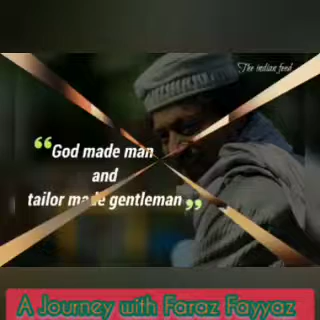 The indian feed
“God made man
and
tailor made gentleman”
A Journey with Faraz Fayyaz